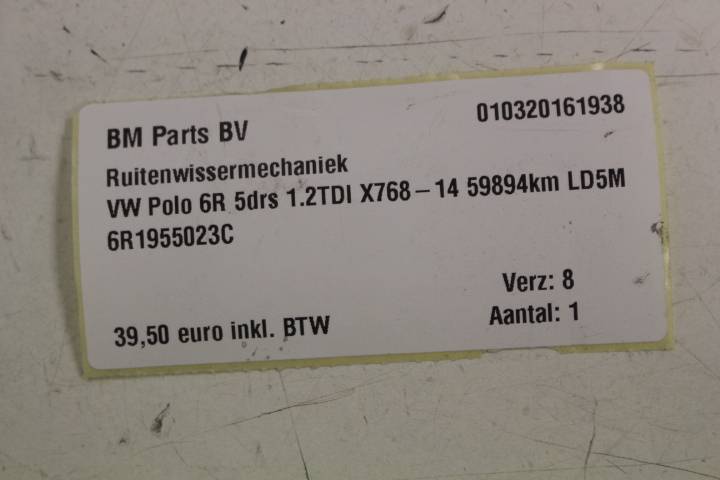 BM Parts BV 010320161938
Ruitenwissermechaniek
VW Polo 6R 5drs 1.2TDI X768-14 59894km LD5M
6R1955023C
Verz: 8
39,50 euro inkl. BTW Aantal: 1